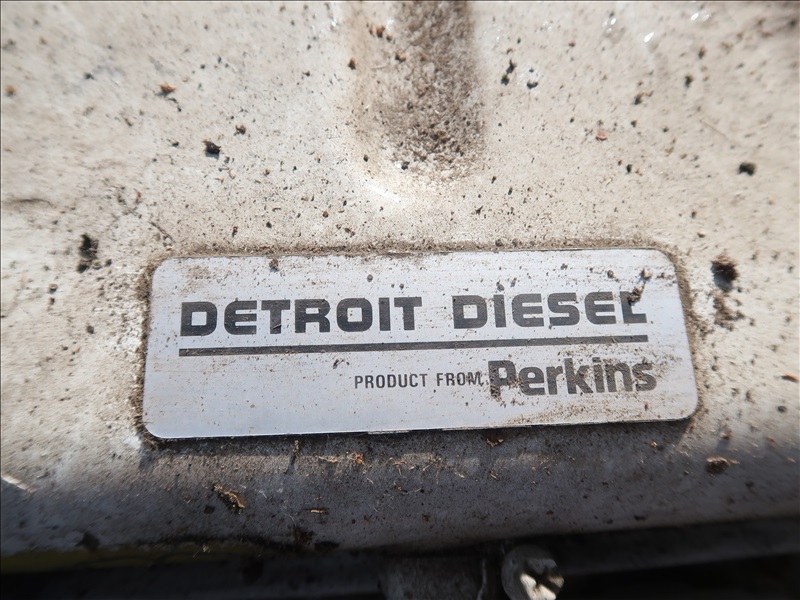 DETROIT DIESEL
PRODUCT FROM Perkins